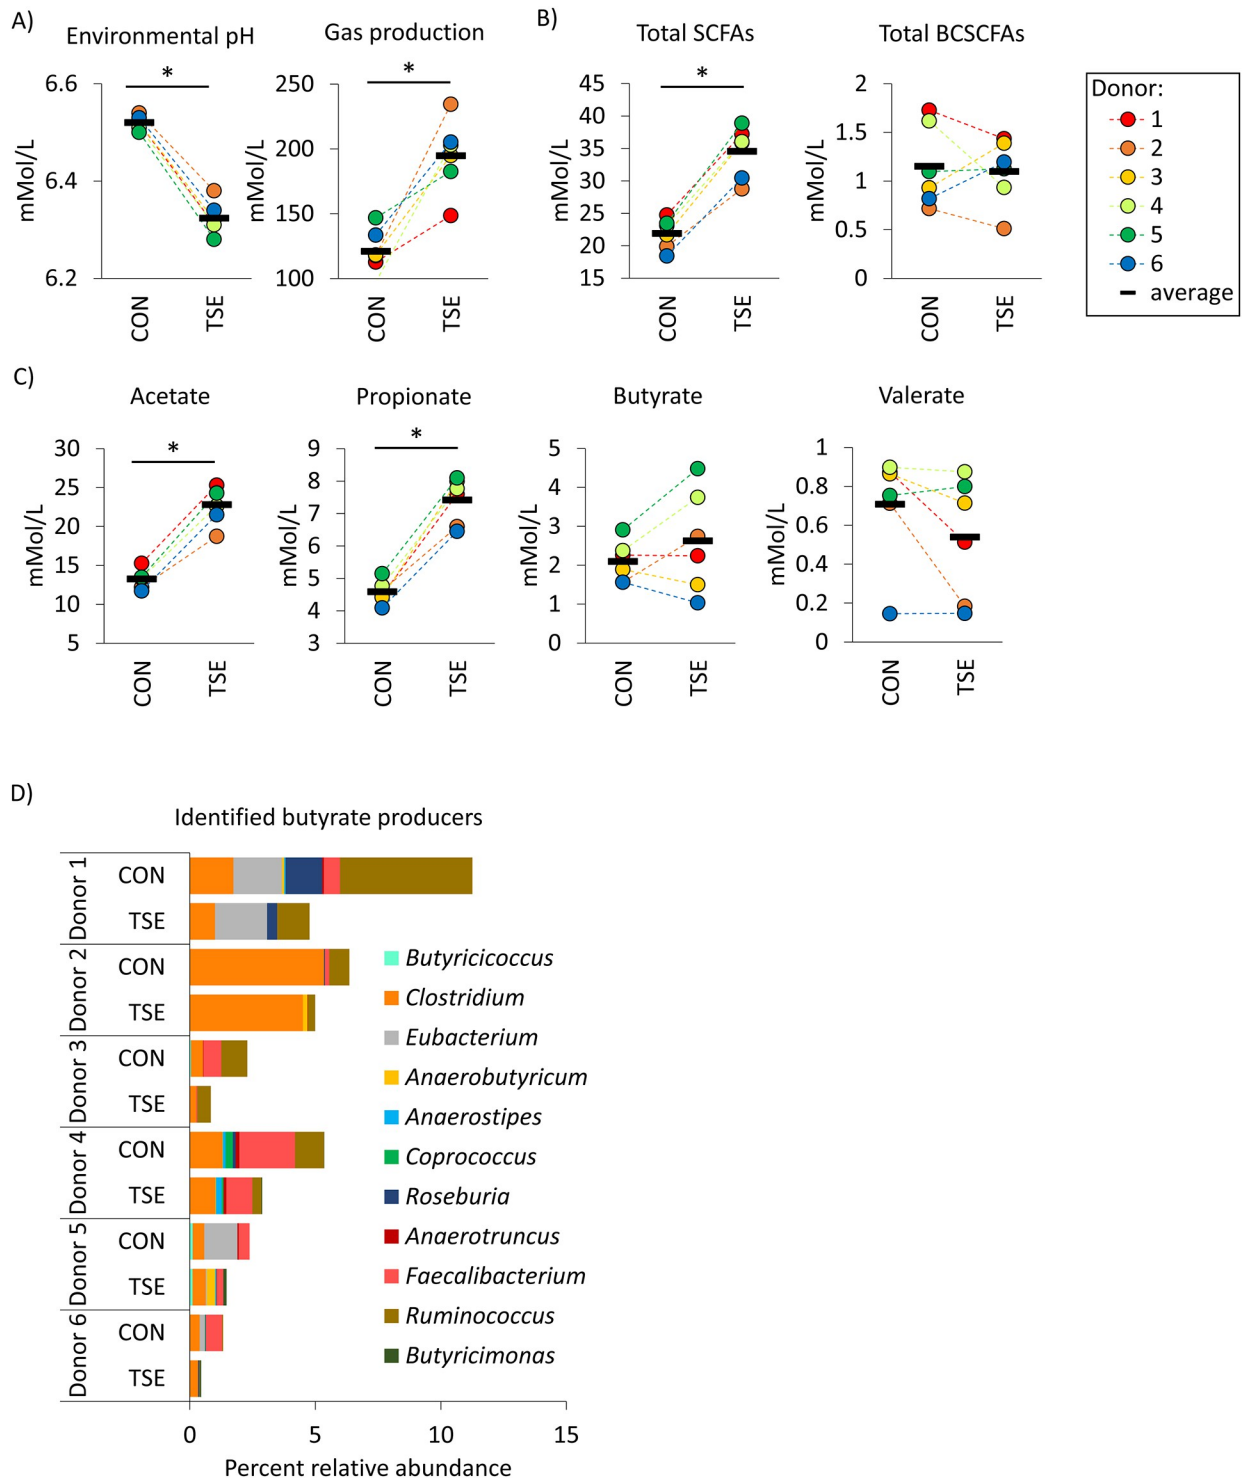 A)
Environmental pH
*
6.6
6.4
6.2
mMol/L
CON
TSE
Gas production
*
250
200
150
100
mMol/L
CON
TSE
B)
Total SCFAs
*
45
40
35
30
25
20
15
mMol/L
CON
TSE
Total BCSCFAs
2
1.5
1
0.5
0
mMol/L
CON
TSE
Donor:
1
2
3
4
5
6
average
C)
Acetate
*
30
25
20
15
10
5
mMol/L
CON
TSE
Propionate
*
9
8
7
6
5
4
3
mMol/L
CON
TSE
Butyrate
5
4
3
2
1
0
mMol/L
CON
TSE
Valerate
1
0.8
0.6
0.4
0.2
0
mMol/L
CON
TSE
D)
Identified butyrate producers
Donor 1
CON
TSE
Donor 2
CON
TSE
Donor 3
CON
TSE
Donor 4
CON
TSE
Donor 5
CON
TSE
Donor 6
CON
TSE
Butyricicoccus
Clostridium
Eubacterium
Anaerobutyricum
Anaerostipes
Coprococcus
Roseburia
Anaerotruncus
Faecalibacterium
Ruminococcus
Butyricimonas
0
5
10
15
Percent relative abundance